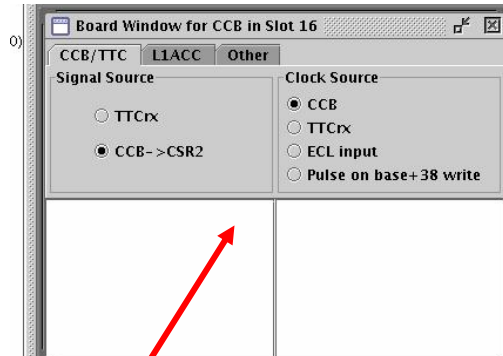 0)
Board Window for CCB in Slot 16
CCB/TTC L1ACC Other
Signal Source
TTCrx
CCB->CSR2
Clock Source
CCB
TTCrx
ECL input
Pulse on base+38 write